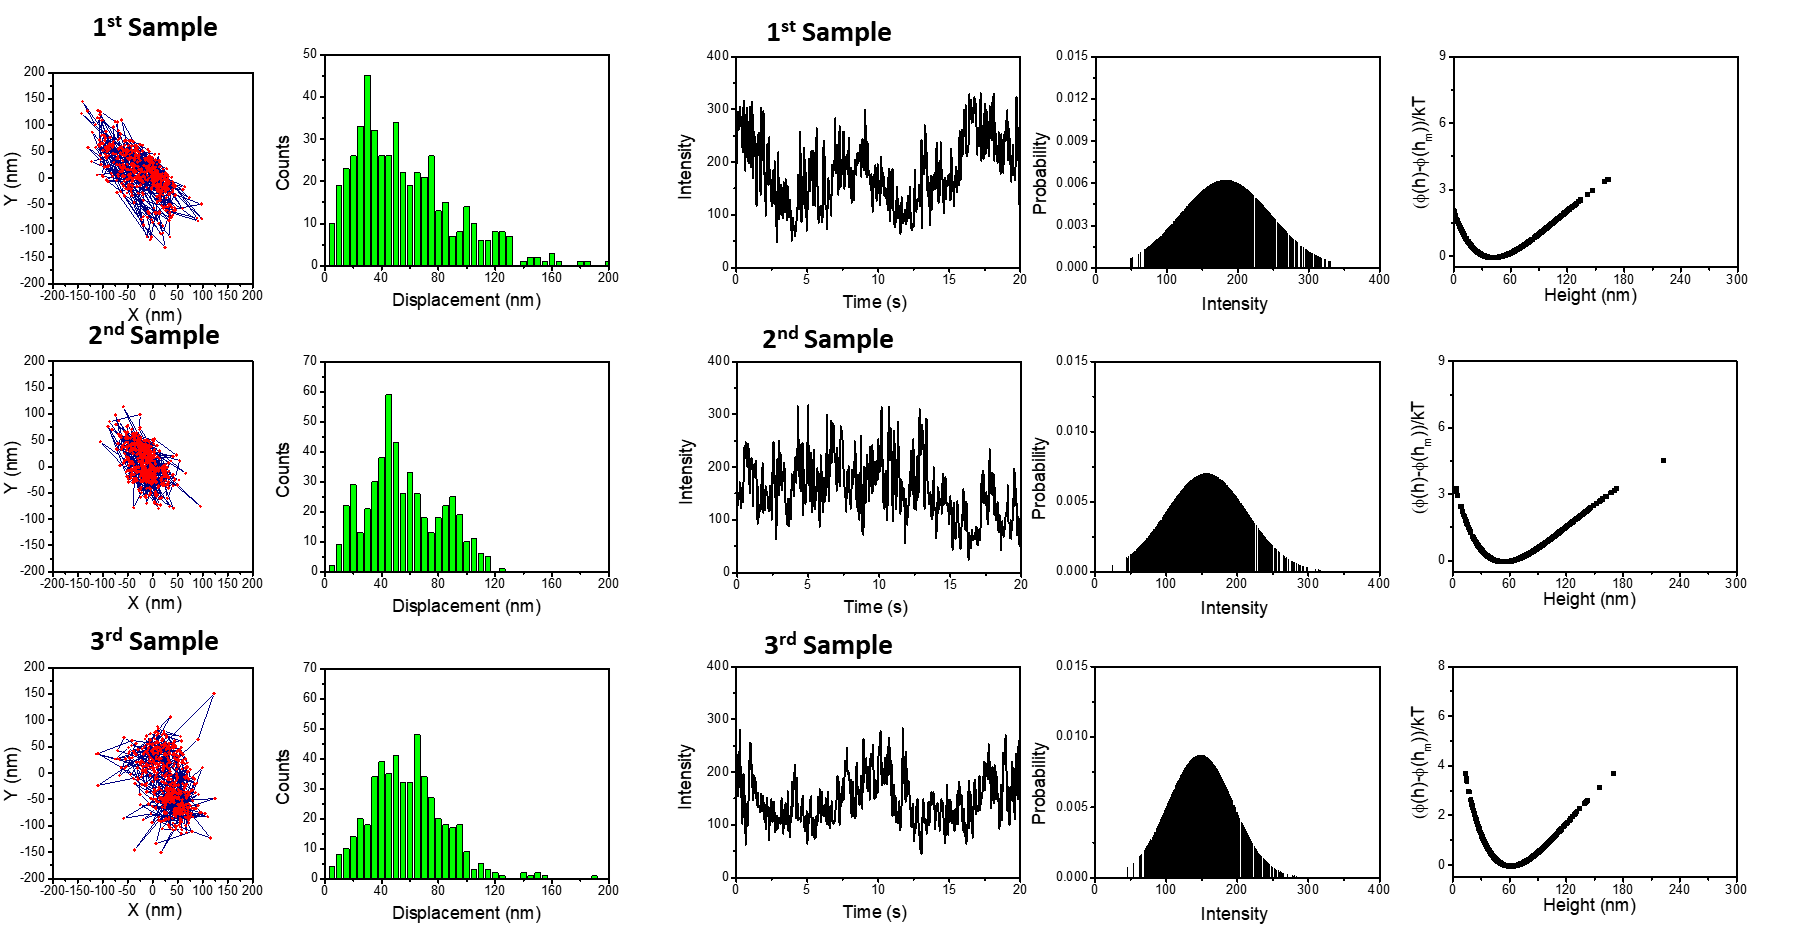 1st Sample
200
150
100
50
0
-50
-100
-150
-200
-200-150-100 -50 0 50 100 150 200
Y (nm)
X (nm)
50
40
30
20
10
0
0 40 80 120 160 200
Counts
Displacement (nm)
1st Sample
400
300
200
100
0
0 5 10 15 20
Intensity
Time (s)
0.015
0.012
0.009
0.006
0.003
0.000
0 100 200 300 400
Probability
Intensity
9
6
3
0
0 60 120 180 240 300
((ϕ(h)-ϕ(hm))/kT
Height (nm)
2nd Sample
200
150
100
50
0
-50
-100
-150
-200
-200-150-100 -50 0 50 100 150 200
Y (nm)
X (nm)
70
60
50
40
30
20
10
0
0 40 80 120 160 200
Counts
Displacement (nm)
2nd Sample
400
300
200
100
0
0 5 10 15 20
Intensity
Time (s)
0.015
0.010
0.005
0.000
0 100 200 300 400
Probability
Intensity
9
6
3
0
0 60 120 180 240 300
((ϕ(h)-ϕ(hm))/kT
Height (nm)
3rd Sample
200
150
100
50
0
-50
-100
-150
-200
-200-150-100 -50 0 50 100 150 200
Y (nm)
X (nm)
70
60
50
40
30
20
10
0
0 40 80 120 160 200
Counts
Displacement (nm)
3rd Sample
400
300
200
100
0
0 5 10 15 20
Intensity
Time (s)
0.015
0.010
0.005
0.000
0 100 200 300 400
Probability
Intensity
8
6
4
2
0
0 60 120 180 240 300
((ϕ(h)-ϕ(hm))/kT
Height (nm)